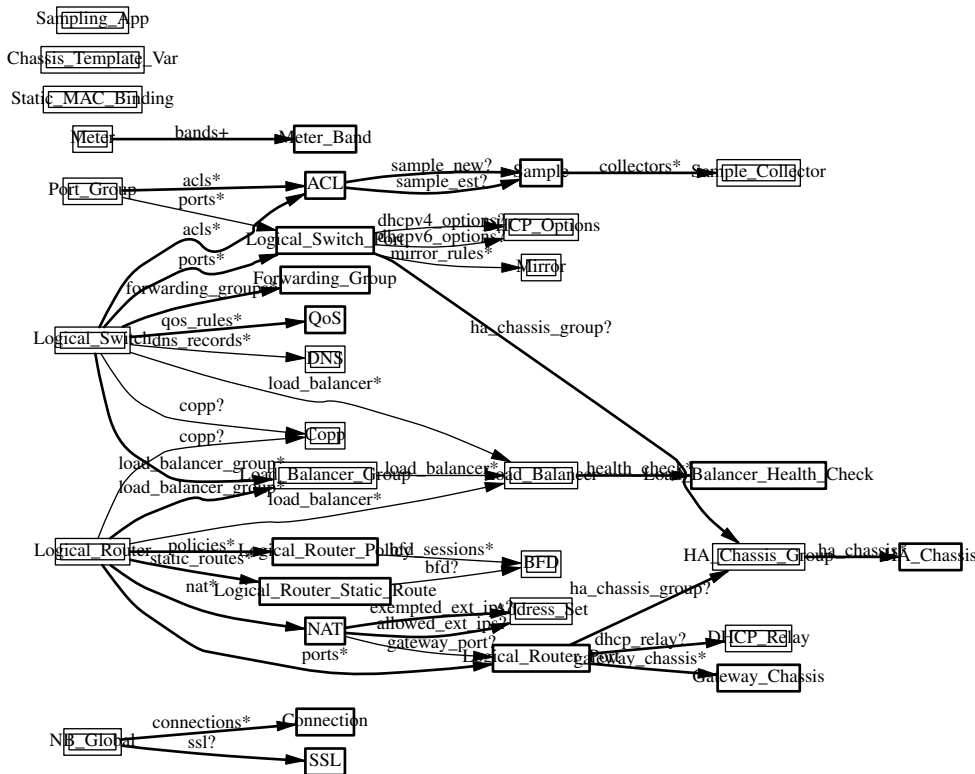 Sampling_App
Chassis_Template_Var
Static_MAC_Binding
Meter
bands+
Meter_Band
Port_Group
acls*
ports*
ACL
sample_new?
sample_est?
Sample
collectors*
Sample_Collector
acls*
ports*
Logical_Switch_Port
dhcpv4_options?
dhcpv6_options?
mirror_rules*
DHCP_Options
Mirror
forwarding_groups*
Forwarding_Group
qos_rules*
QoS
Logical_Switch
dns_records*
DNS
ha_chassis_group?
load_balancer*
copp?
copp?
Copp
load_balancer_group*
load_balancer_group*
Load_Balancer_Group
load_balancer*
load_balancer*
Load_Balancer
health_check*
Load_Balancer_Health_Check
Logical_Router
policies*
static_routes*
Logical_Router_Policy
bfd_sessions*
bfd?
BFD
HA_Chassis_Group
ha_chassis*
HA_Chassis
Logical_Router_Static_Route
nat*
ha_chassis_group?
exempted_ext_ips?
allowed_ext_ips?
Address_Set
NAT
gateway_port?
ports*
Logical_Router_Port
dhcp_relay?
DHCP_Relay
gateway_chassis*
Gateway_Chassis
NB_Global
connections*
Connection
ssl?
SSL